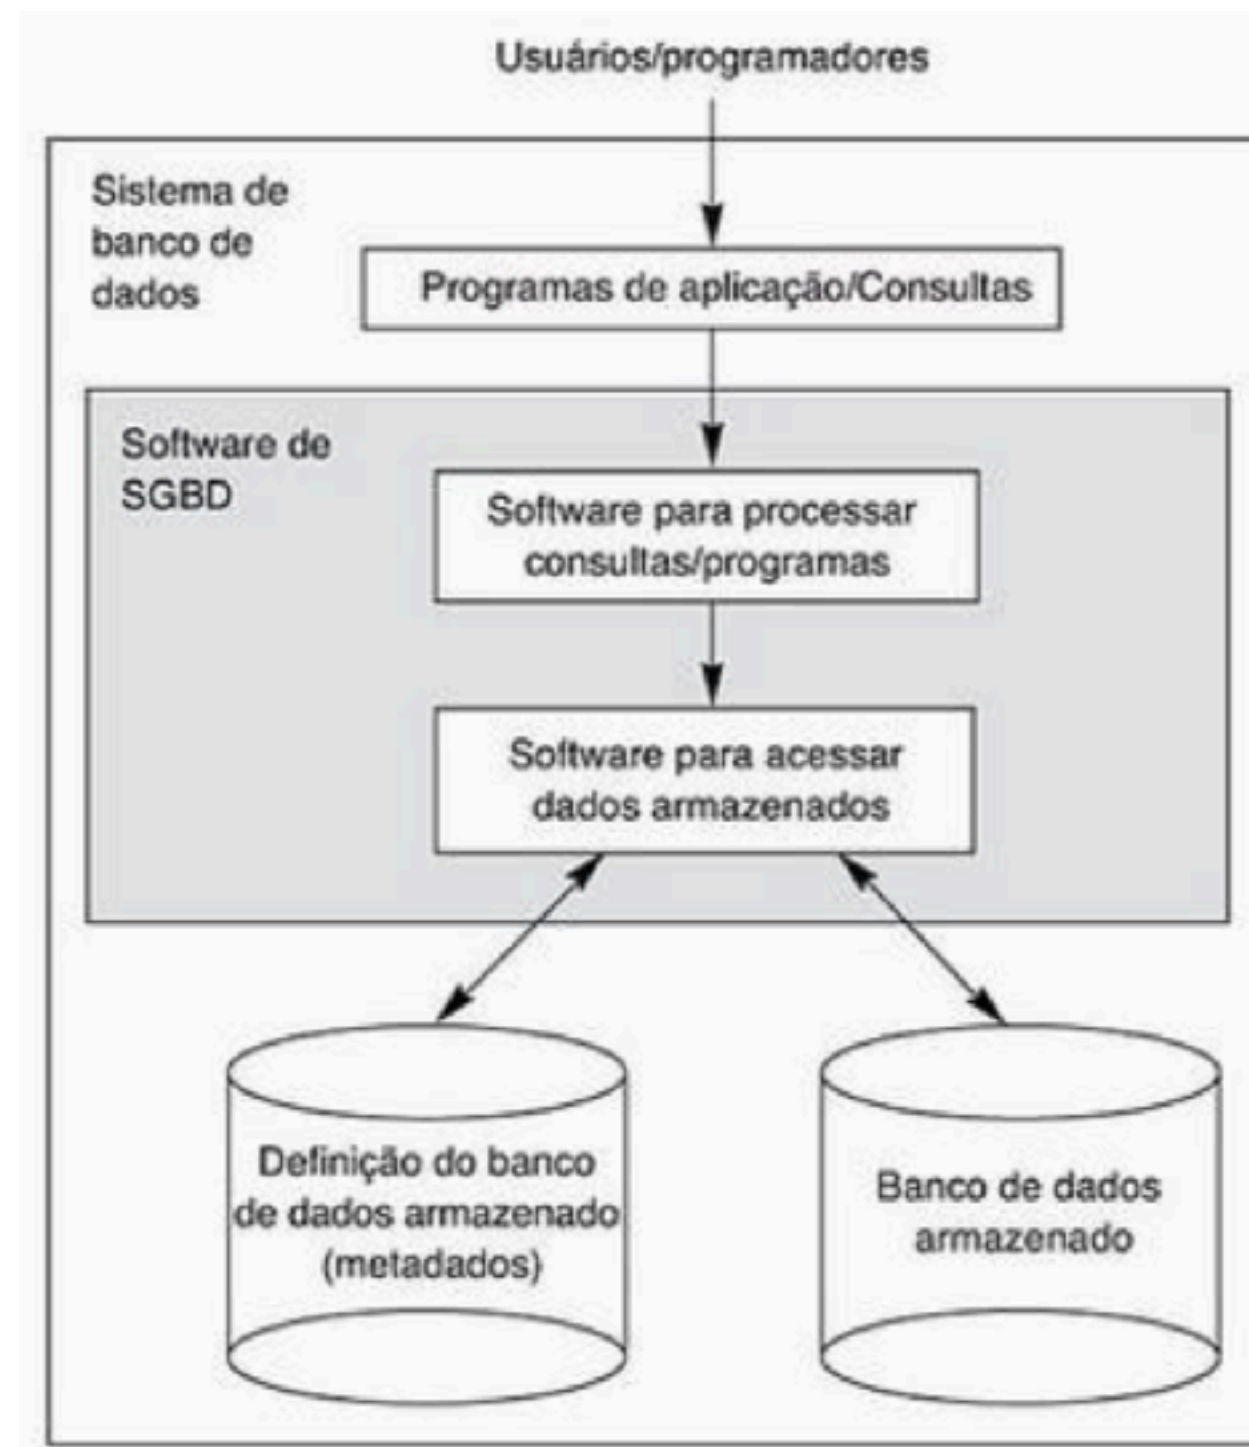 Usuários/programadores
Sistema de
banco de
dados
Programas de aplicação/Consultas
Software de
SGBD
Software para processar
consultas/programas
Software para acessar
dados armazenados
Definição do banco
de dados armazenado
(metadados)
Banco de dados
armazenado